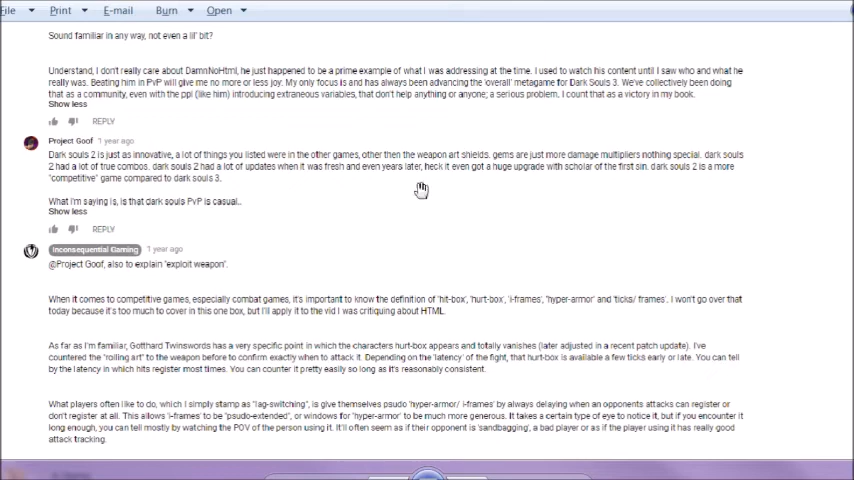 File Print E-mail Burn Open
Sound familiar in any way, not even a lil' bit?
Understand, I don't really care about DamnNoHtml, he just happened to be a prime example of what I was addressing at the time. I used to watch his content until I saw who and what he
really was. Beating him in PvP will give me no more or less joy. My only focus is and has always been advancing the 'overall' metagame for Dark Souls 3. We've collectively been doing
that as a community, even with the ppl (like him) introducing extraneous variables, that don't help anything or anyone; a serious problem. I count that as a victory in my book.
Show less
REPLY
Project Goof 1 year ago
Dark souls 2 is just as innovative, a lot of things you listed were in the other games, other then the weapon art shields. gems are just more damage multipliers nothing special. dark souls
2 had a lot of true combos. dark souls 2 had a lot of updates when it was fresh and even years later, heck it even got a huge upgrade with scholar of the first sin. dark souls 2 is a more
"competitive" game compared to dark souls 3.
What I'm saying is, is that dark souls PvP is casual..
Show less
REPLY
Inconsequential Gaming 1 year ago
@Project Goof, also to explain "exploit weapon".
When it comes to competitive games, especially combat games, it's important to know the definition of 'hit-box', 'hurt-box', 'i-frames', 'hyper-armor' and 'ticks/ frames'. I won't go over that
today because it's too much to cover in this one box, but I'll apply it to the vid I was critiquing about HTML.
As far as I'm familiar, Gotthard Twinswords has a very specific point in which the characters hurt-box appears and totally vanishes (later adjusted in a recent patch update). I've
countered the "rolling art" to the weapon before to confirm exactly when to attack it. Depending on the 'latency' of the fight, that hurt-box is available a few ticks early or late. You can tell
by the latency in which hits register most times. You can counter it pretty easily so long as it's reasonably consistent.
What players often like to do, which I simply stamp as "lag-switching", is give themselves psudo 'hyper-armor/ i-frames' by always delaying when an opponents attacks can register or
don't register at all. This allows 'i-frames' to be "psudo-extended", or windows for 'hyper-armor' to be much more generous. It takes a certain type of eye to notice it, but if you encounter it
long enough, you can tell mostly by watching the POV of the person using it. It'll often seem as if their opponent is 'sandbagging', a bad player or as if the player using it has really good
attack tracking.